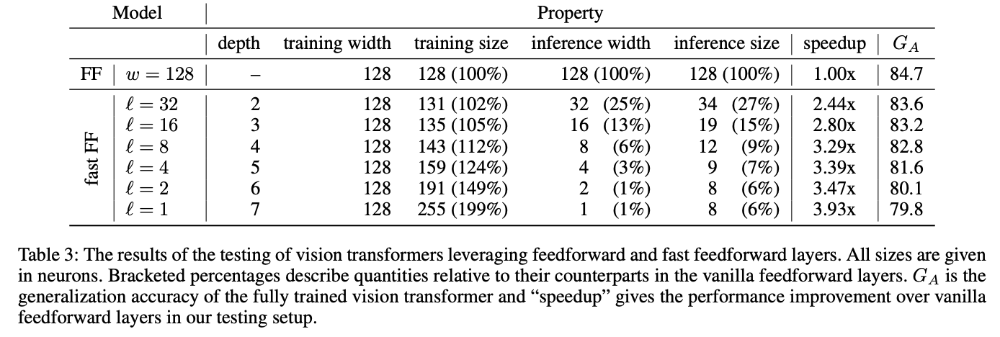 Model Property
depth training width training size inference width inference size speedup G_A
FF w = 128 – 128 128 (100%) 128 (100%) 128 (100%) 1.00x 84.7
fast FF
ℓ = 32 2 128 131 (102%) 32 (25%) 34 (27%) 2.44x 83.6
ℓ = 16 3 128 135 (105%) 16 (13%) 19 (15%) 2.80x 83.2
ℓ = 8 4 128 143 (112%) 8 (6%) 12 (9%) 3.29x 82.8
ℓ = 4 5 128 159 (124%) 4 (3%) 9 (7%) 3.39x 81.6
ℓ = 2 6 128 191 (149%) 2 (1%) 8 (6%) 3.47x 80.1
ℓ = 1 7 128 255 (199%) 1 (1%) 8 (6%) 3.93x 79.8
Table 3: The results of the testing of vision transformers leveraging feedforward and fast feedforward layers. All sizes are given
in neurons. Bracketed percentages describe quantities relative to their counterparts in the vanilla feedforward layers. G_A is the
generalization accuracy of the fully trained vision transformer and “speedup” gives the performance improvement over vanilla
feedforward layers in our testing setup.